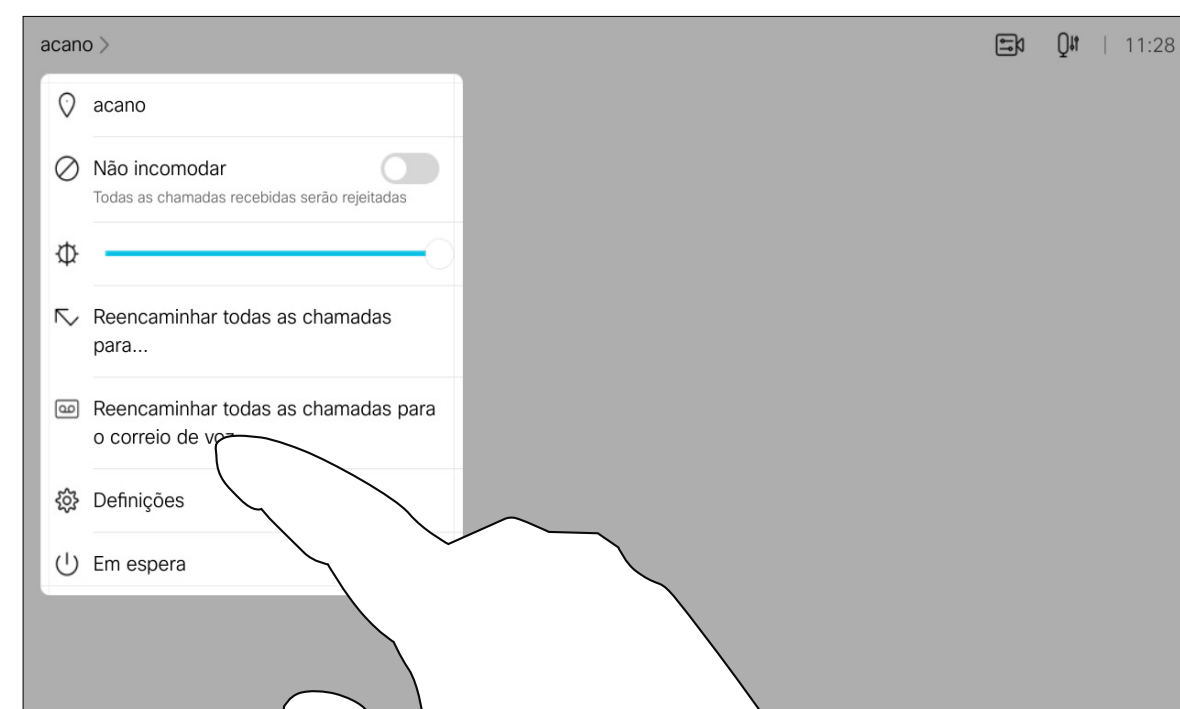 acano
11:28
acano
Não incomodar
Todas as chamadas recebidas serão rejeitadas
Reencaminhar todas as chamadas
para...
Reencaminhar todas as chamadas para
o correio de voz
Definições
Em espera